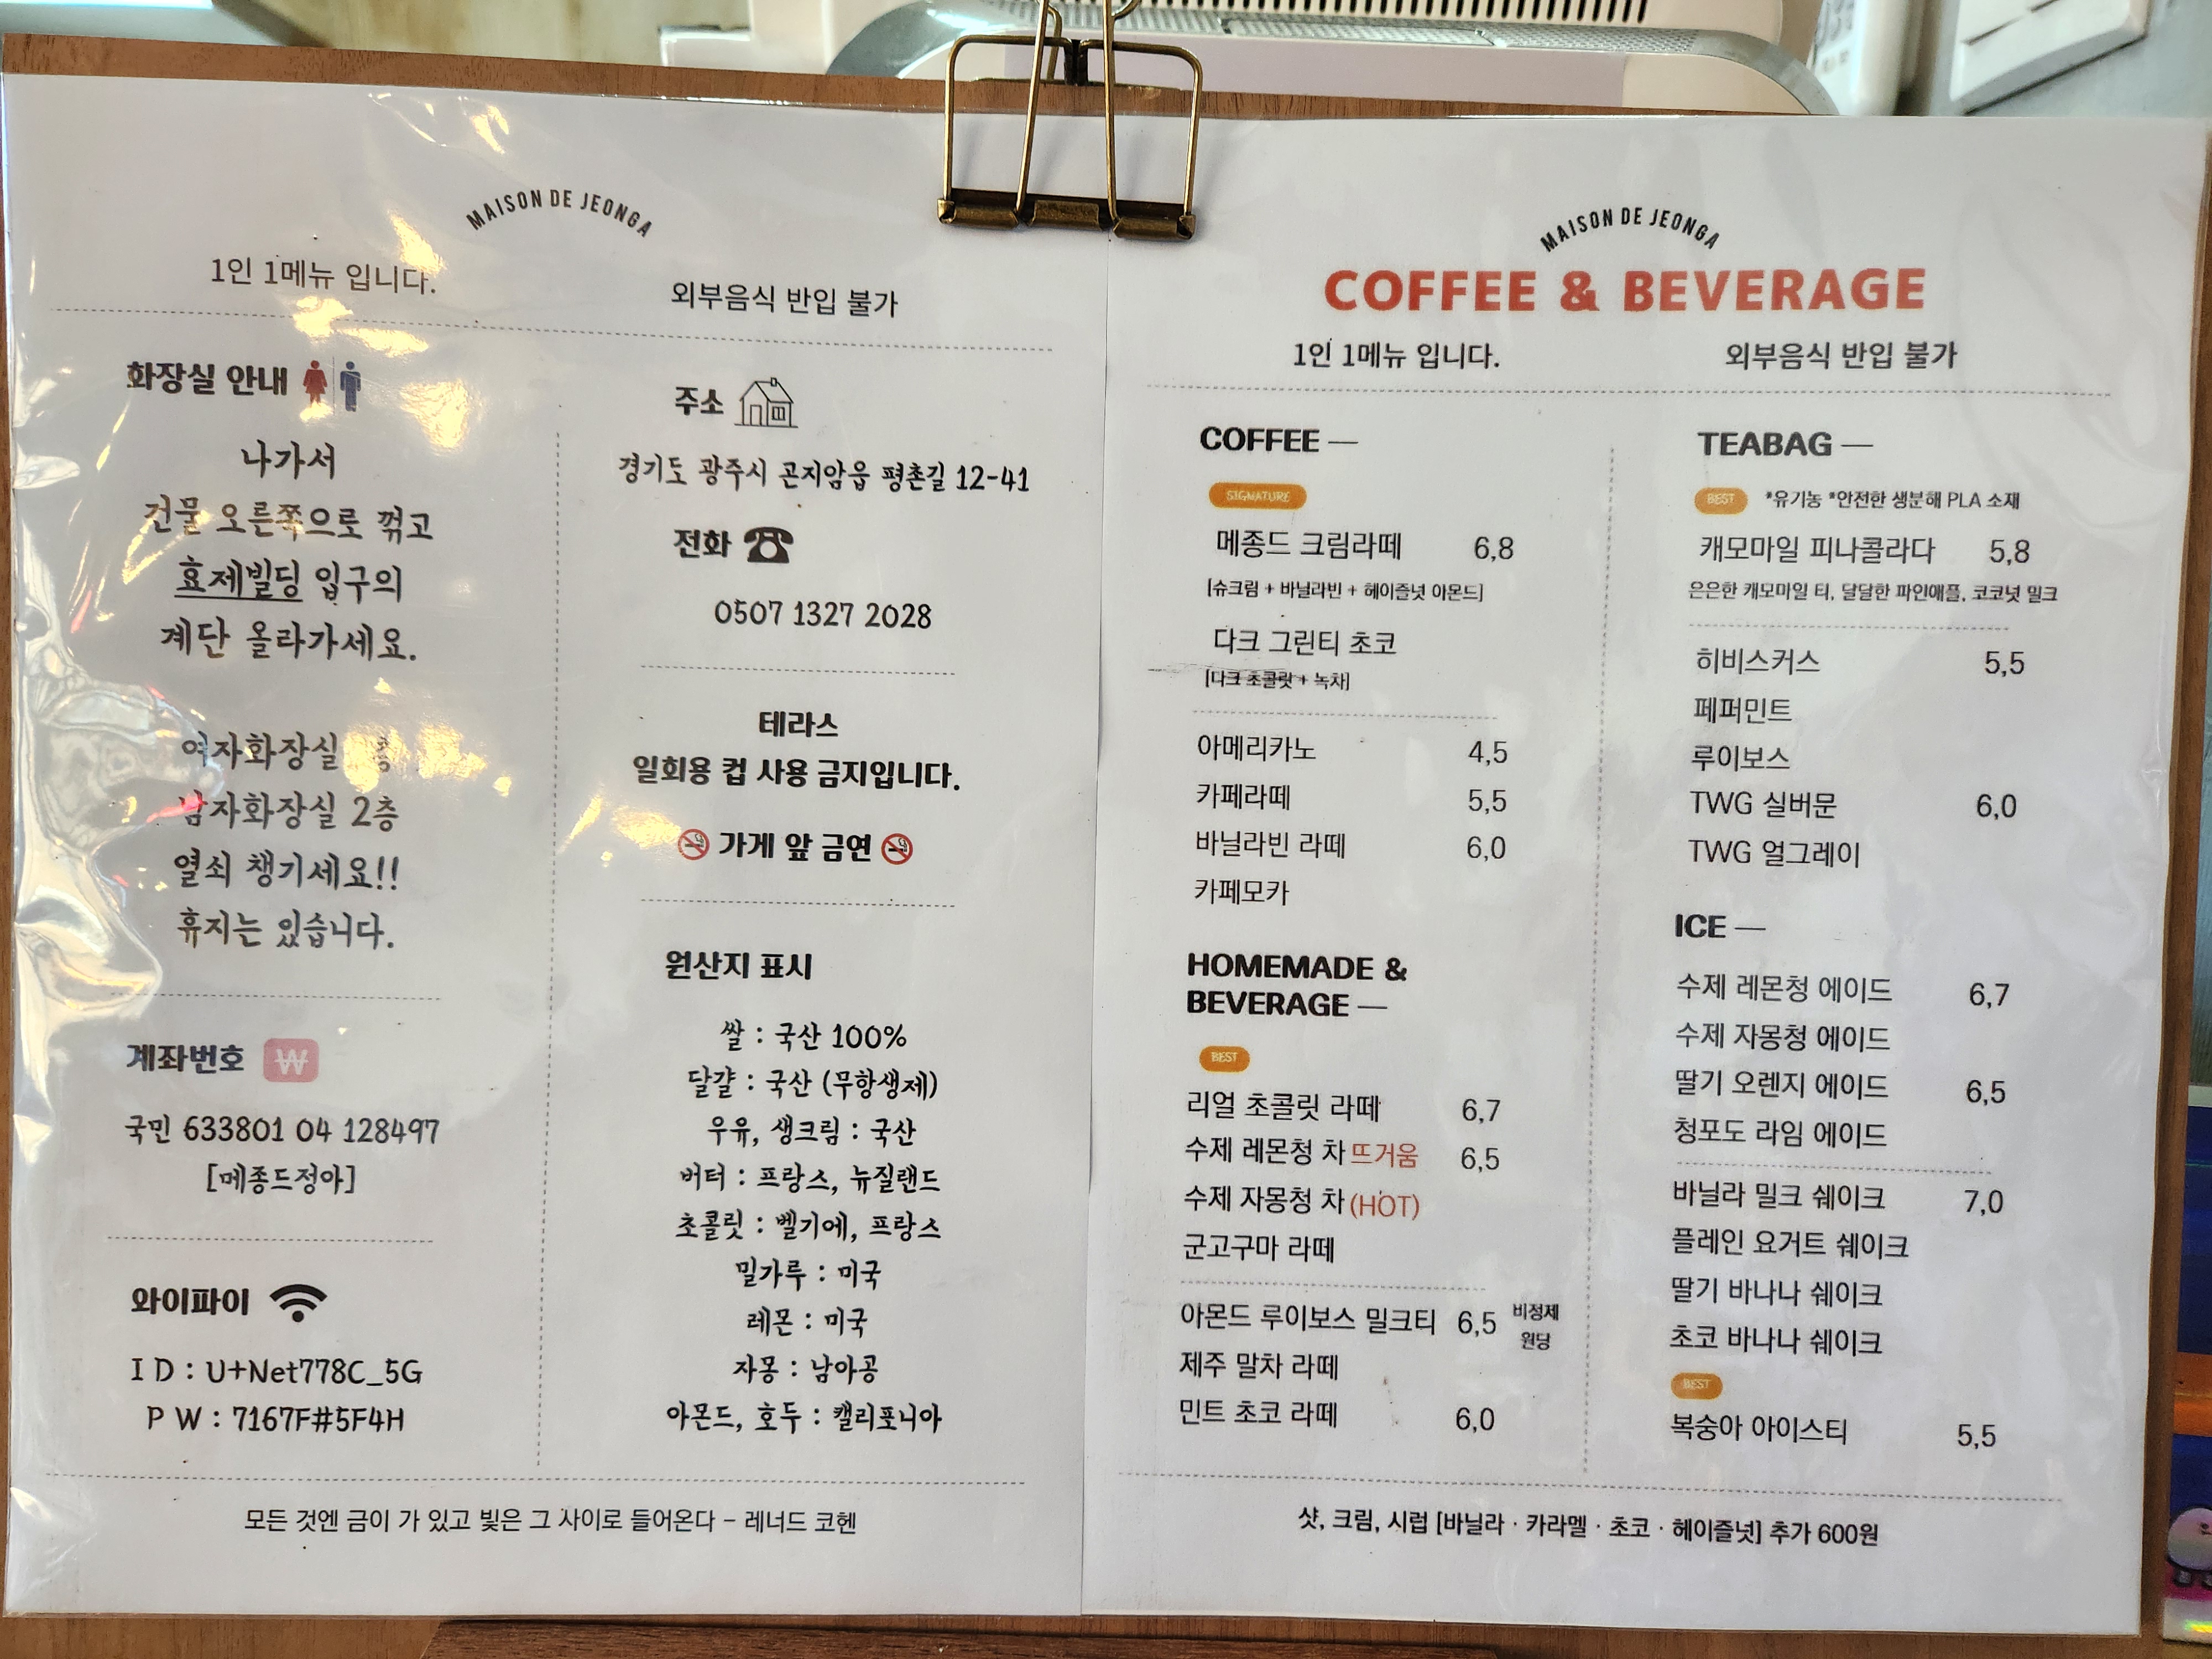 MAISON DE JEONGA
1인 1메뉴 입니다.
외부음식 반입 불가
화장실 안내
나가서
건물 오른쪽으로 꺾고
효제빌딩 입구의
계단 올라가세요.
여자화장실
남자화장실 2층
열쇠 챙기세요!!
휴지는 있습니다.
계좌번호 ₩
국민 633801 04 128497
[메종드정아]
와이파이
I D : U+Net778C_5G
P W : 7167F#5F4H
주소
경기도 광주시 곤지암읍 평촌길 12-41
전화
0507 1327 2028
테라스
일회용 컵 사용 금지입니다.
가게 앞 금연
원산지 표시
쌀 : 국산 100%
달걀 : 국산 (무항생제)
우유, 생크림 : 국산
버터 : 프랑스, 뉴질랜드
초콜릿 : 벨기에, 프랑스
밀가루 : 미국
레몬 : 미국
자몽 : 남아공
아몬드, 호두 : 캘리포니아
모든 것엔 금이 가 있고 빛은 그 사이로 들어온다 - 레너드 코헨
MAISON DE JEONGA
COFFEE & BEVERAGE
1인 1메뉴 입니다.
외부음식 반입 불가
COFFEE —
SIGNATURE
메종드 크림라떼 6,8
[슈크림 + 바닐라빈 + 헤이즐넛 아몬드]
다크 그린티 초코
[다크 초콜릿 + 녹차]
아메리카노 4,5
카페라떼 5,5
바닐라빈 라떼 6,0
카페모카
HOMEMADE &
BEVERAGE —
BEST
리얼 초콜릿 라떼 6,7
수제 레몬청 차 뜨거움 6,5
수제 자몽청 차 (HOT)
군고구마 라떼
아몬드 루이보스 밀크티 6,5 비정제
원당
제주 말차 라떼
민트 초코 라떼 6,0
TEABAG —
BEST *유기농 *안전한 생분해 PLA 소재
캐모마일 피나콜라다 5,8
은은한 캐모마일 티, 달달한 파인애플, 코코넛 밀크
히비스커스 5,5
페퍼민트
루이보스
TWG 실버문 6,0
TWG 얼그레이
ICE —
수제 레몬청 에이드 6,7
수제 자몽청 에이드
딸기 오렌지 에이드 6,5
청포도 라임 에이드
바닐라 밀크 쉐이크 7,0
플레인 요거트 쉐이크
딸기 바나나 쉐이크
초코 바나나 쉐이크
BEST
복숭아 아이스티 5,5
샷, 크림, 시럽 [바닐라 · 카라멜 · 초코 · 헤이즐넛] 추가 600원